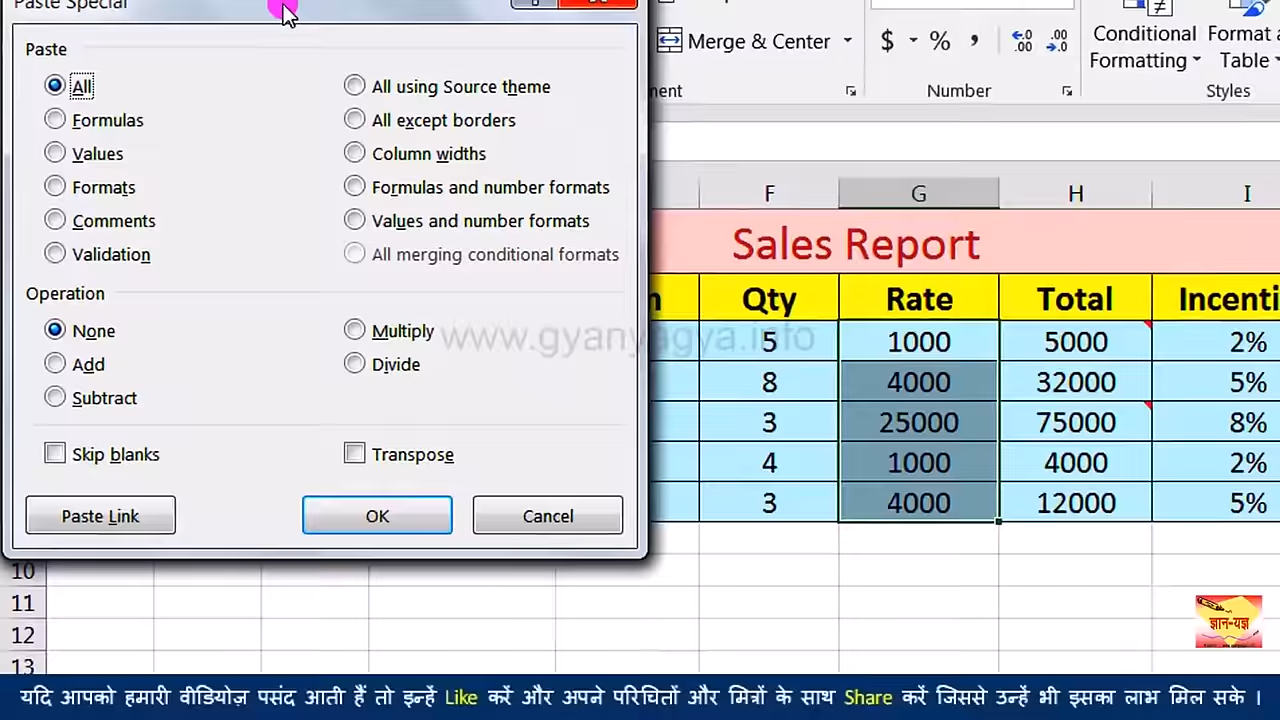 Paste Special
Paste
All
All using Source theme
Formulas
All except borders
Values
Column widths
Formats
Formulas and number formats
Comments
Values and number formats
Validation
All merging conditional formats
Operation
None
Multiply
Add
Divide
Subtract
Skip blanks
Transpose
Paste Link
OK
Cancel
Merge & Center
$ % ,
Conditional
Formatting
Format a
Table
Number
Styles
F G H I
Sales Report
Qty Rate Total Incenti
5 1000 5000 2%
8 4000 32000 5%
3 25000 75000 8%
4 1000 4000 2%
3 4000 12000 5%
www.gyanyagya.info
10
11
12
13
ज्ञान-यज्ञ
यदि आपको हमारी वीडियोज़ पसंद आती हैं तो इन्हें Like करें और अपने परिचितों और मित्रों के साथ Share करें जिससे उन्हें भी इसका लाभ मिल सके ।